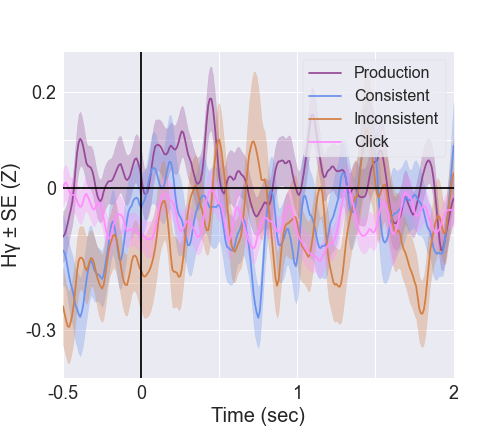 Production
Consistent
Inconsistent
Click
0.2
0
-0.3
Hγ ± SE (Z)
-0.5
0
1
2
Time (sec)